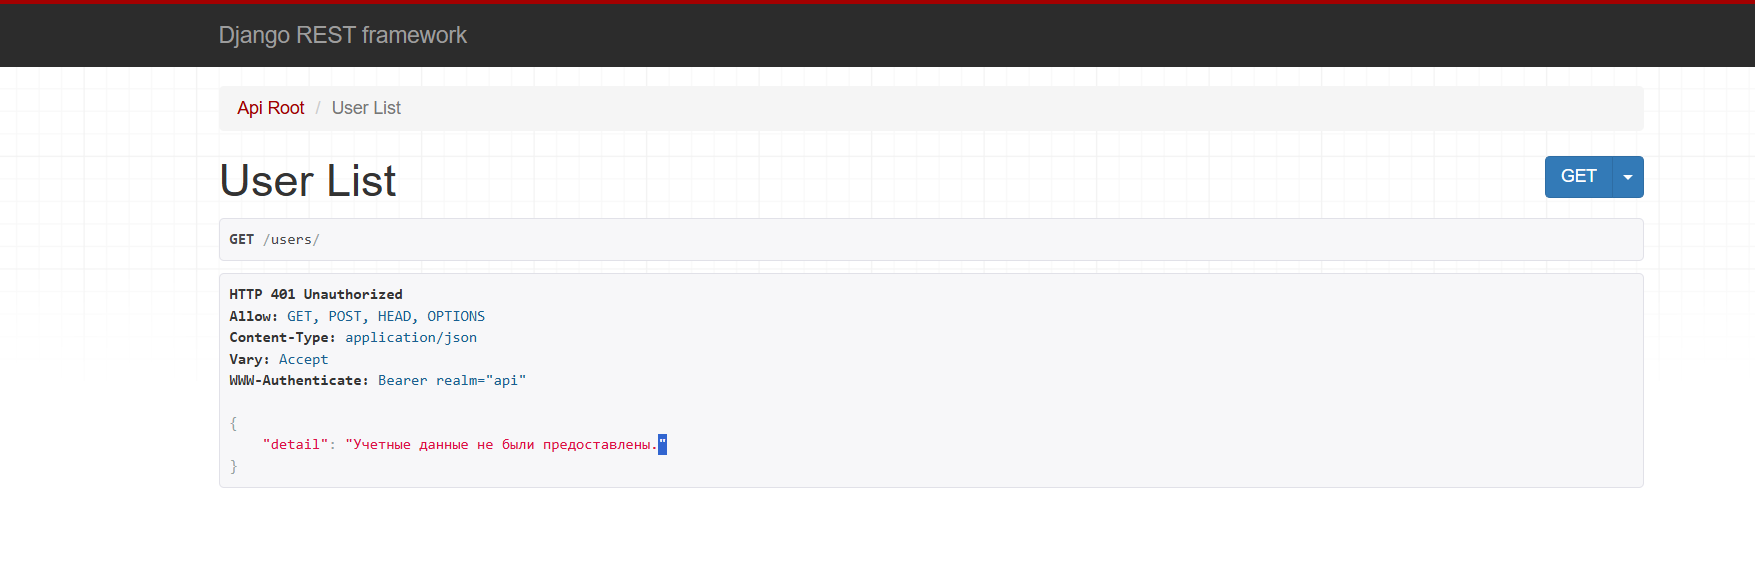 Django REST framework
Api Root / User List
User List
GET
GET /users/
HTTP 401 Unauthorized
Allow: GET, POST, HEAD, OPTIONS
Content-Type: application/json
Vary: Accept
WWW-Authenticate: Bearer realm="api"
{
    "detail": "Учетные данные не были предоставлены."
}